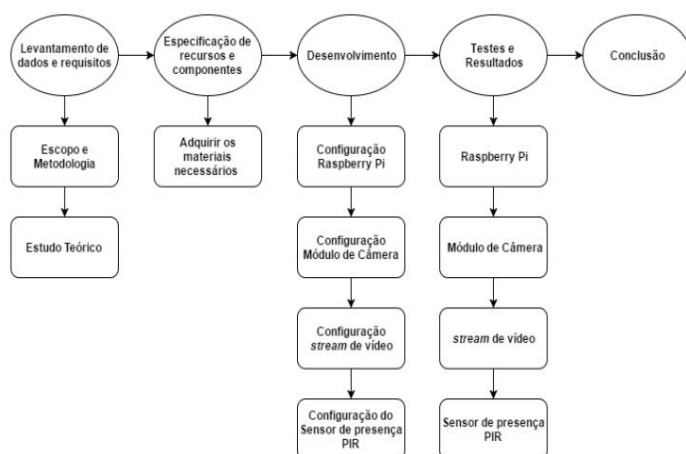 Levantamento de
dados e requisitos
Especificação de
recursos e
componentes
Desenvolvimento
Testes e
Resultados
Conclusão
Escopo e
Metodologia
Adquirir os
materiais
necessários
Configuração
Raspberry Pi
Raspberry Pi
Estudo Teórico
Configuração
Módulo de Câmera
Módulo de Câmera
Configuração
stream de vídeo
stream de vídeo
Configuração do
Sensor de presença
PIR
Sensor de presença
PIR